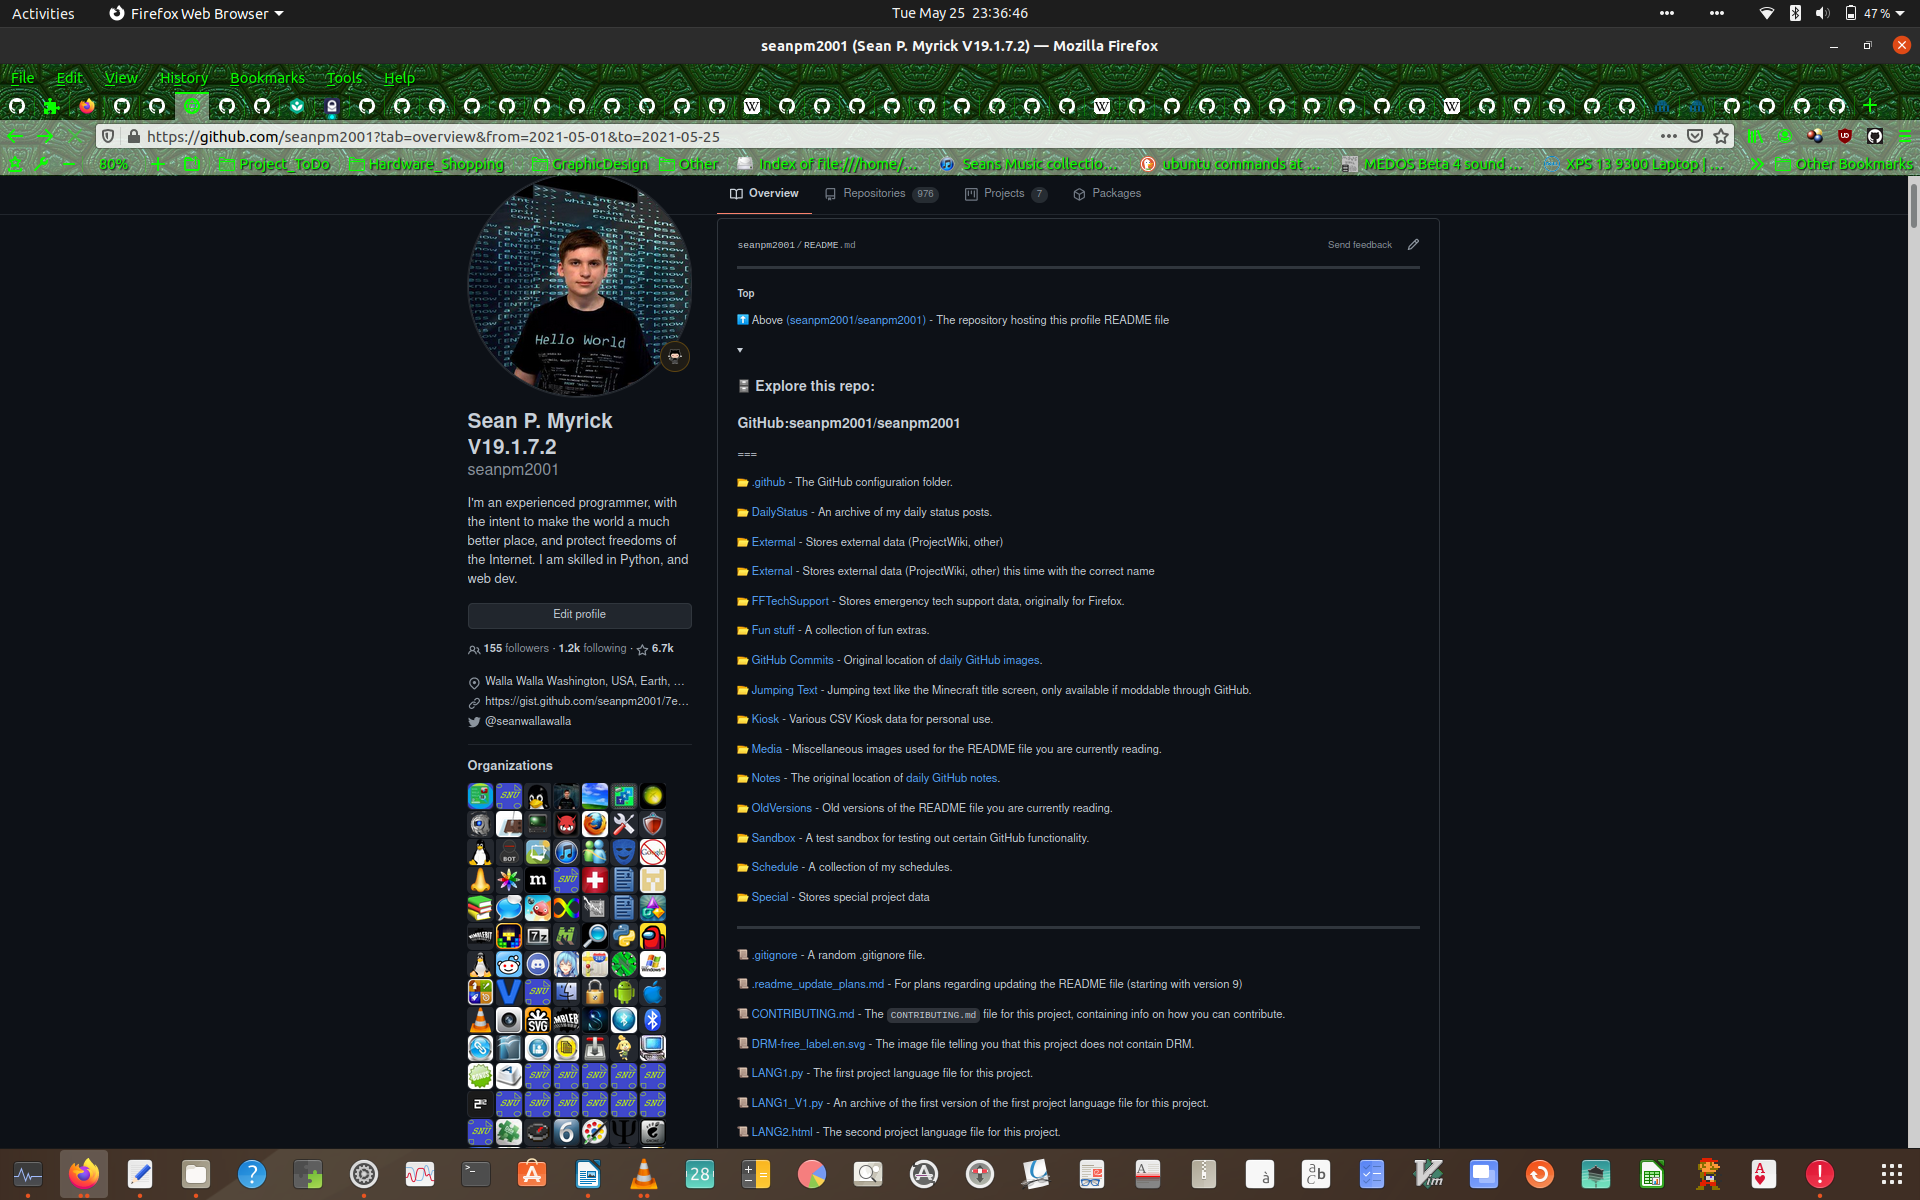 Activities
Firefox Web Browser
Tue May 25  23:36:46
47 %
seanpm2001 (Sean P. Myrick V19.1.7.2) — Mozilla Firefox
File Edit View History Bookmarks Tools Help
https://github.com/seanpm2001?tab=overview&from=2021-05-01&to=2021-05-25
80%
Project_ToDo
Hardware_Shopping
GraphicDesign
Other
Index of file:///home/...
Seans Music collectio...
ubuntu commands at ...
MEDOS Beta 4 sound ...
XPS 13 9300 Laptop | ...
Other Bookmarks
Overview
Repositories 976
Projects 7
Packages
Hello World
Sean P. Myrick
V19.1.7.2
seanpm2001
I'm an experienced programmer, with
the intent to make the world a much
better place, and protect freedoms of
the Internet. I am skilled in Python, and
web dev.
Edit profile
155 followers · 1.2k following · 6.7k
Walla Walla Washington, USA, Earth, ...
https://gist.github.com/seanpm2001/7e...
@seanwallawalla
Organizations
seanpm2001 / README.md
Send feedback
Top
Above (seanpm2001/seanpm2001) - The repository hosting this profile README file
Explore this repo:
GitHub:seanpm2001/seanpm2001
===
.github - The GitHub configuration folder.
DailyStatus - An archive of my daily status posts.
Extermal - Stores external data (ProjectWiki, other)
External - Stores external data (ProjectWiki, other) this time with the correct name
FFTechSupport - Stores emergency tech support data, originally for Firefox.
Fun stuff - A collection of fun extras.
GitHub Commits - Original location of daily GitHub images.
Jumping Text - Jumping text like the Minecraft title screen, only available if moddable through GitHub.
Kiosk - Various CSV Kiosk data for personal use.
Media - Miscellaneous images used for the README file you are currently reading.
Notes - The original location of daily GitHub notes.
OldVersions - Old versions of the README file you are currently reading.
Sandbox - A test sandbox for testing out certain GitHub functionality.
Schedule - A collection of my schedules.
Special - Stores special project data
.gitignore - A random .gitignore file.
.readme_update_plans.md - For plans regarding updating the README file (starting with version 9)
CONTRIBUTING.md - The CONTRIBUTING.md file for this project, containing info on how you can contribute.
DRM-free_label.en.svg - The image file telling you that this project does not contain DRM.
LANG1.py - The first project language file for this project.
LANG1_V1.py - An archive of the first version of the first project language file for this project.
LANG2.html - The second project language file for this project.
28